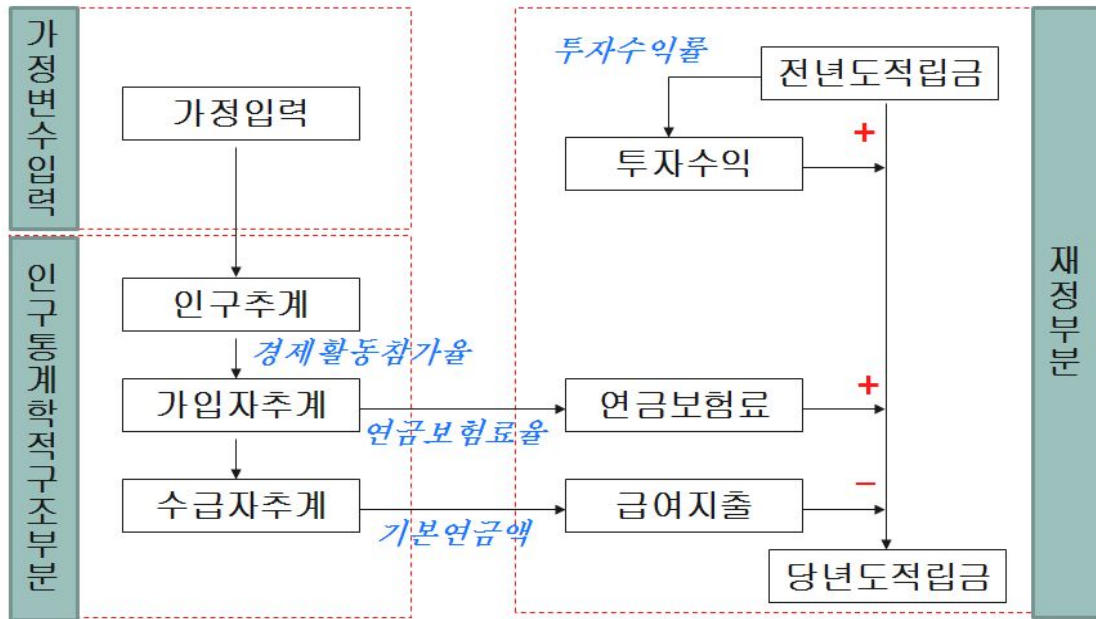 가정변수입력
가정입력
인구통계학적구조부분
인구추계
경제활동참가율
가입자추계
연금보험료율
수급자추계
기본연금액
투자수익률
전년도적립금
+
투자수익
+
연금보험료
−
급여지출
당년도적립금
재정부분